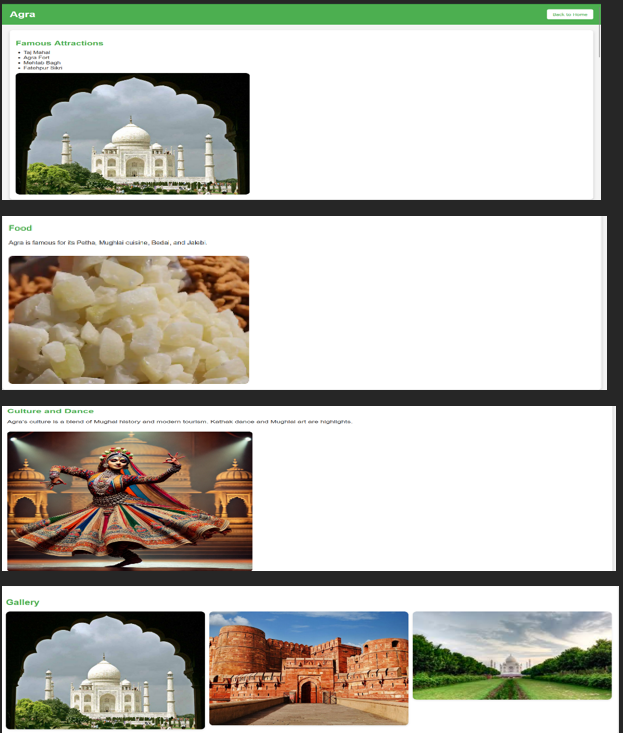 Agra
Back to Home
Famous Attractions
Taj Mahal
Agra Fort
Mehtab Bagh
Fatehpur Sikri
Food
Agra is famous for its Petha, Mughlai cuisine, Bedai, and Jalebi.
Culture and Dance
Agra's culture is a blend of Mughal history and modern tourism. Kathak dance and Mughlai art are highlights.
Gallery